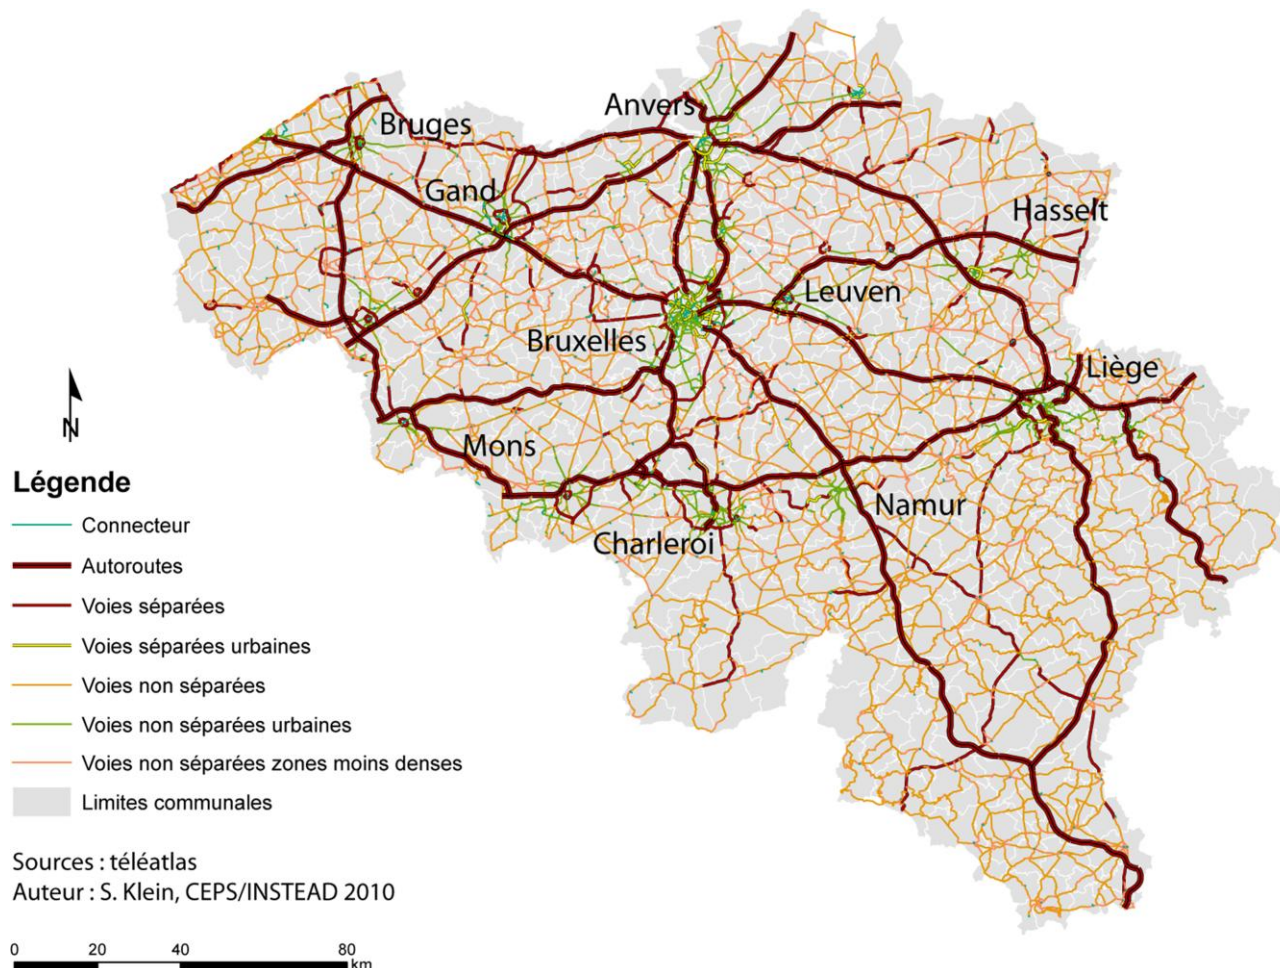 Anvers
Bruges
Gand
Hasselt
Leuven
Bruxelles
Liège
Mons
Namur
Charleroi
N
Légende
Connecteur
Autoroutes
Voies séparées
Voies séparées urbaines
Voies non séparées
Voies non séparées urbaines
Voies non séparées zones moins denses
Limites communales
Sources : téléatlas
Auteur : S. Klein, CEPS/INSTEAD 2010
0 20 40 80
km